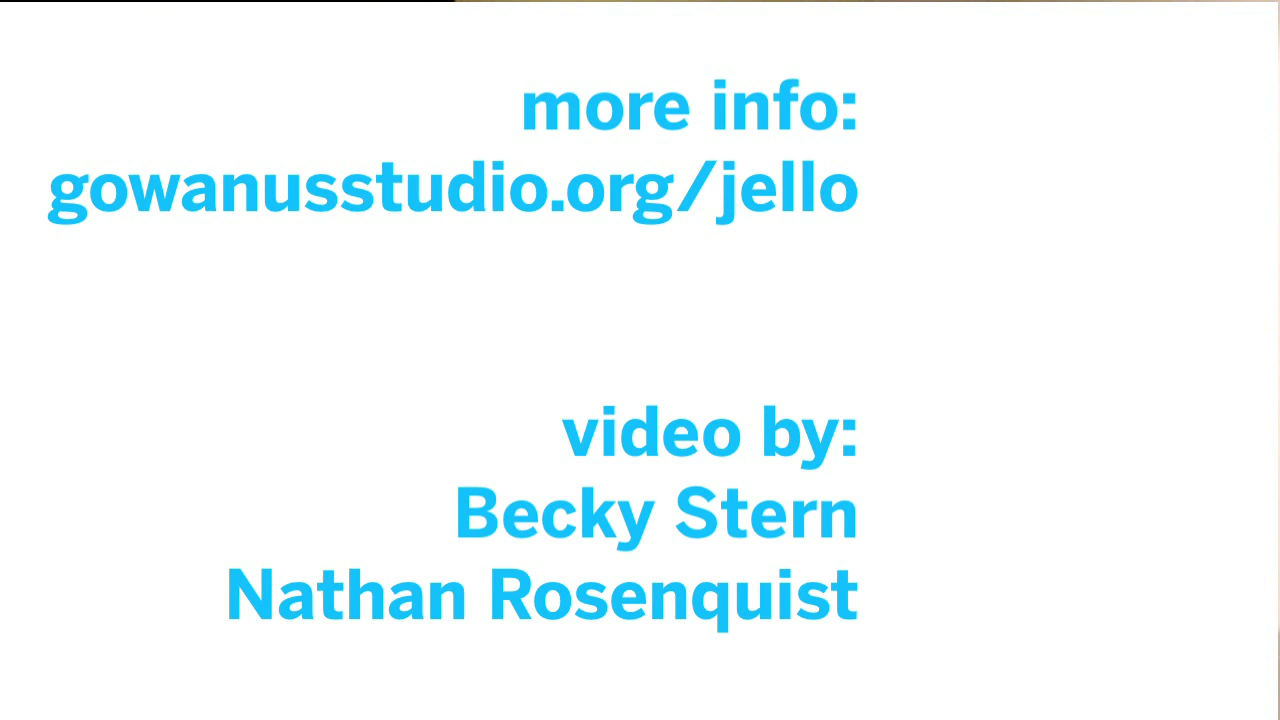 more info:
gowanusstudio.org/jello
video by:
Becky Stern
Nathan Rosenquist